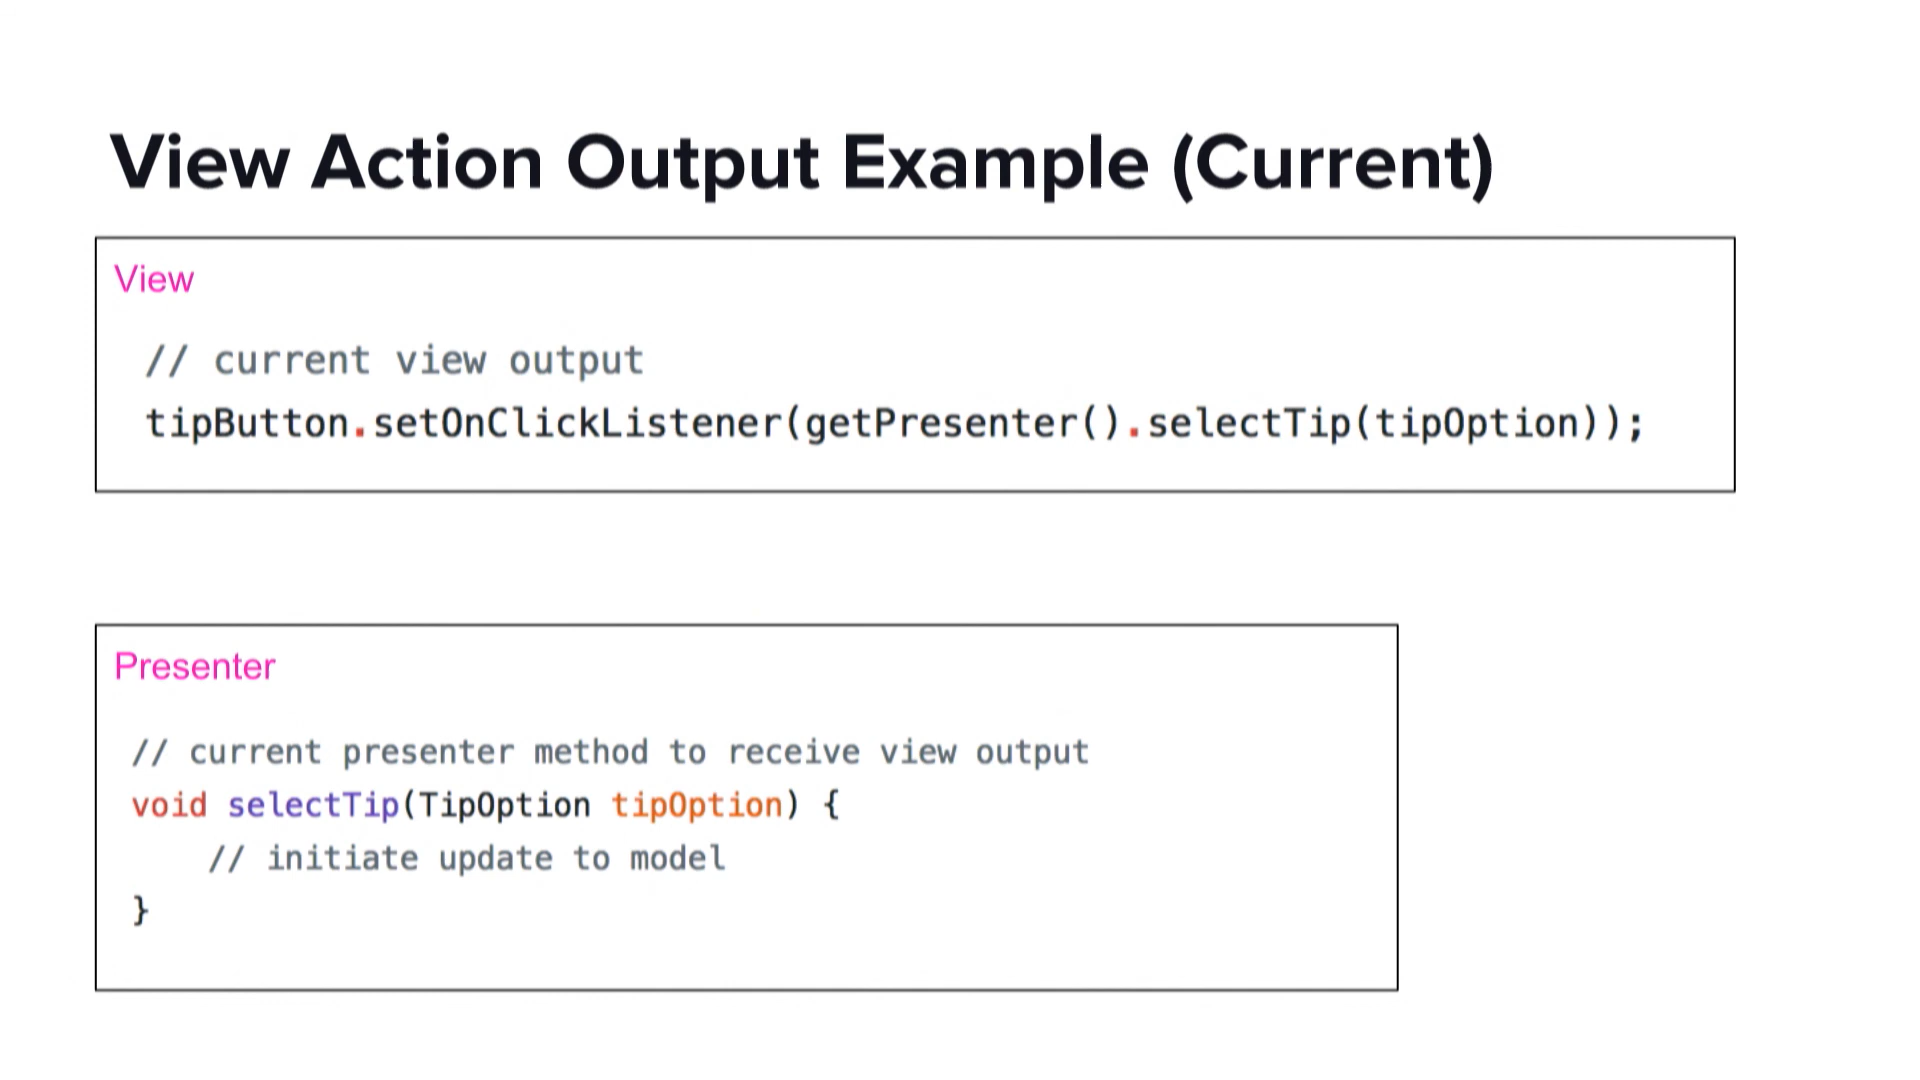 View Action Output Example (Current)
View
// current view output
tipButton.setOnClickListener(getPresenter().selectTip(tipOption));
Presenter
// current presenter method to receive view output
void selectTip(TipOption tipOption) {
    // initiate update to model
}